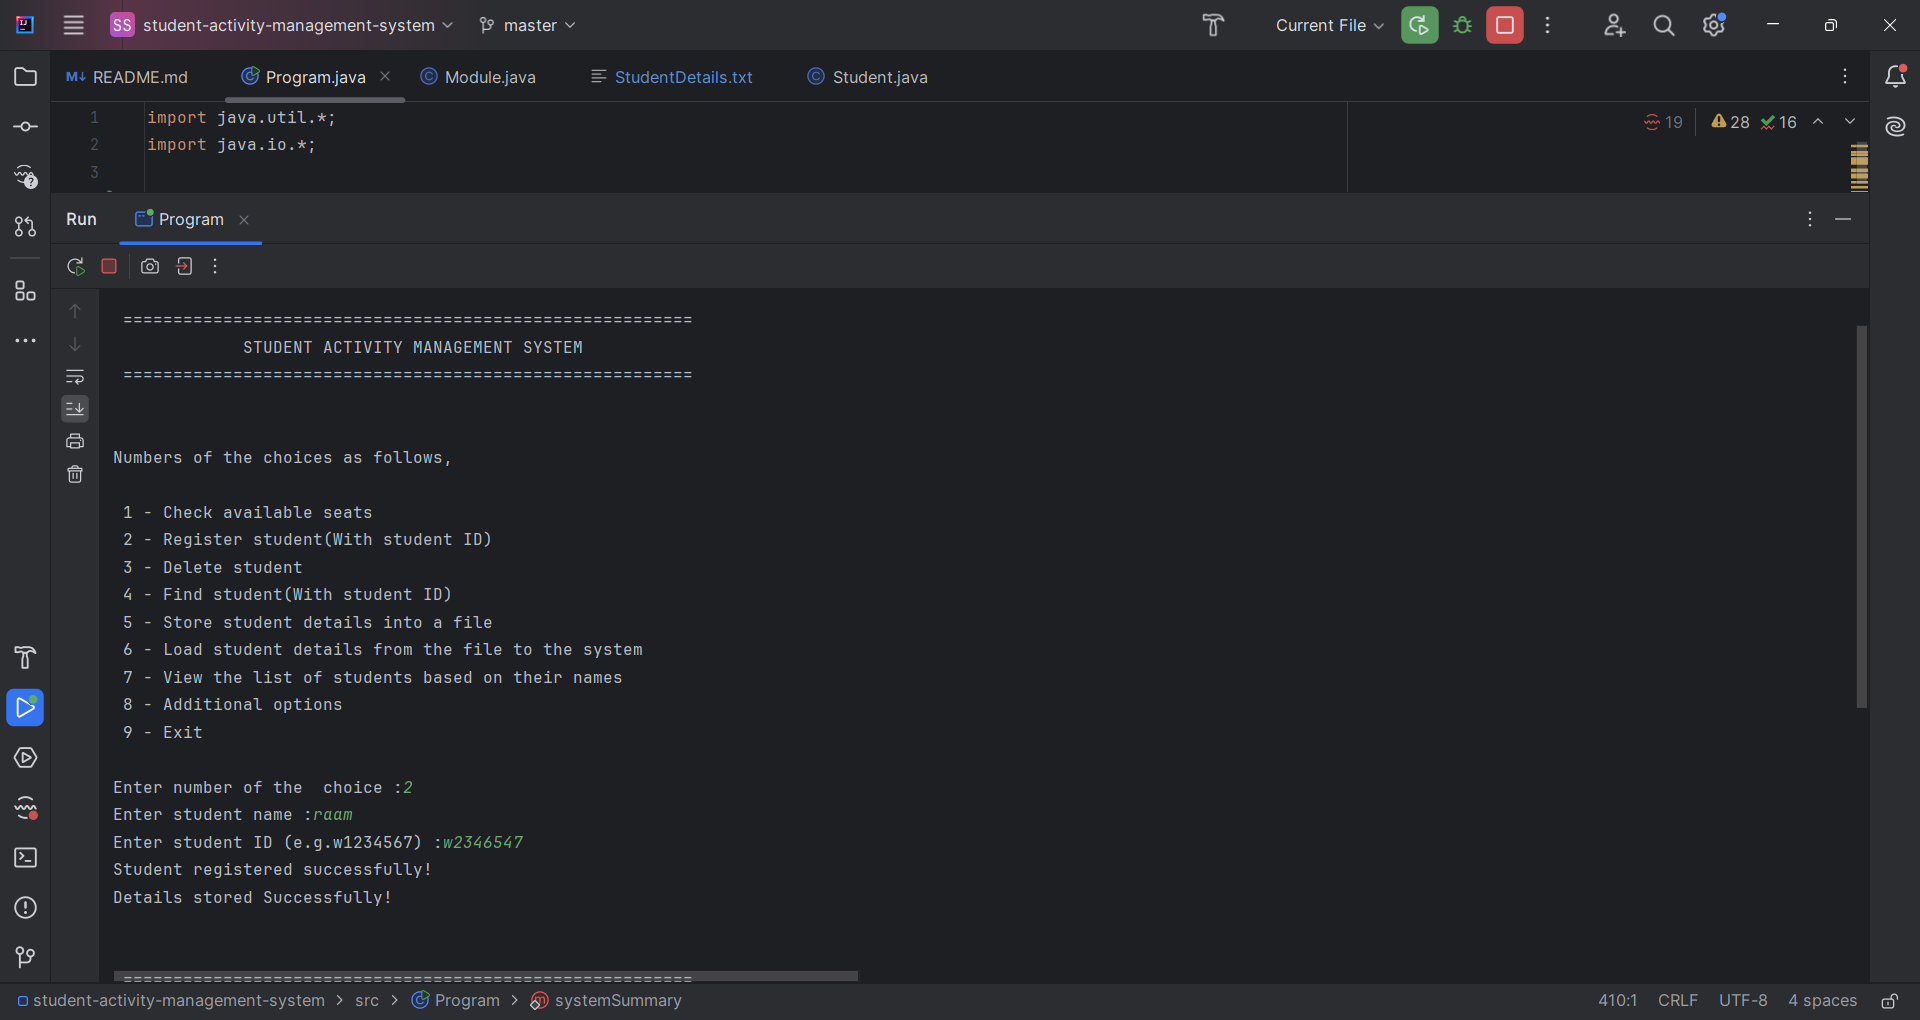 SS student-activity-management-system master Current File
README.md Program.java Module.java StudentDetails.txt Student.java
1 import java.util.*; 19 28 16
2 import java.io.*;
3
Run Program
=========================================================
STUDENT ACTIVITY MANAGEMENT SYSTEM
=========================================================
Numbers of the choices as follows,
1 - Check available seats
2 - Register student(With student ID)
3 - Delete student
4 - Find student(With student ID)
5 - Store student details into a file
6 - Load student details from the file to the system
7 - View the list of students based on their names
8 - Additional options
9 - Exit
Enter number of the  choice :2
Enter student name :raam
Enter student ID (e.g.w1234567) :w2346547
Student registered successfully!
Details stored Successfully!
=========================================================
student-activity-management-system > src > Program > systemSummary 410:1 CRLF UTF-8 4 spaces